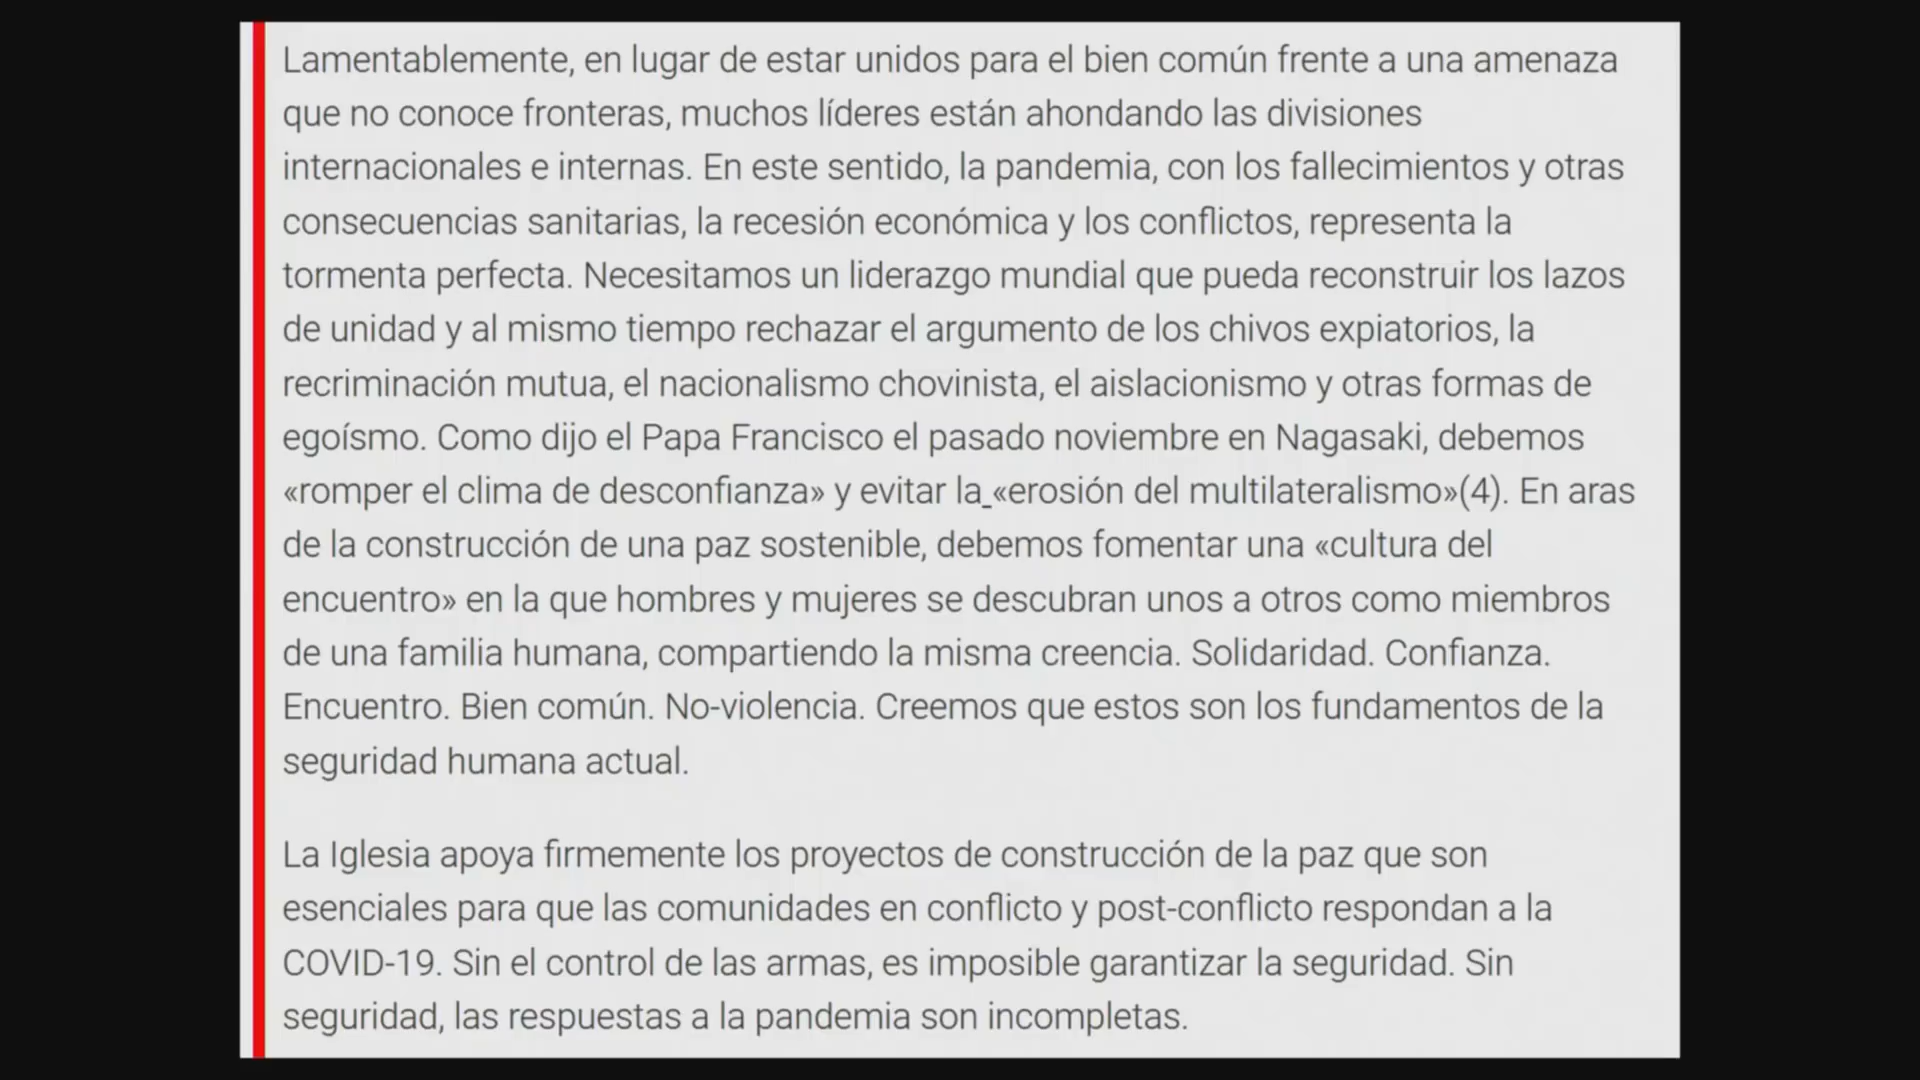 Lamentablemente, en lugar de estar unidos para el bien común frente a una amenaza
que no conoce fronteras, muchos líderes están ahondando las divisiones
internacionales e internas. En este sentido, la pandemia, con los fallecimientos y otras
consecuencias sanitarias, la recesión económica y los conflictos, representa la
tormenta perfecta. Necesitamos un liderazgo mundial que pueda reconstruir los lazos
de unidad y al mismo tiempo rechazar el argumento de los chivos expiatorios, la
recriminación mutua, el nacionalismo chovinista, el aislacionismo y otras formas de
egoísmo. Como dijo el Papa Francisco el pasado noviembre en Nagasaki, debemos
«romper el clima de desconfianza» y evitar la «erosión del multilateralismo»(4). En aras
de la construcción de una paz sostenible, debemos fomentar una «cultura del
encuentro» en la que hombres y mujeres se descubran unos a otros como miembros
de una familia humana, compartiendo la misma creencia. Solidaridad. Confianza.
Encuentro. Bien común. No-violencia. Creemos que estos son los fundamentos de la
seguridad humana actual.
La Iglesia apoya firmemente los proyectos de construcción de la paz que son
esenciales para que las comunidades en conflicto y post-conflicto respondan a la
COVID-19. Sin el control de las armas, es imposible garantizar la seguridad. Sin
seguridad, las respuestas a la pandemia son incompletas.